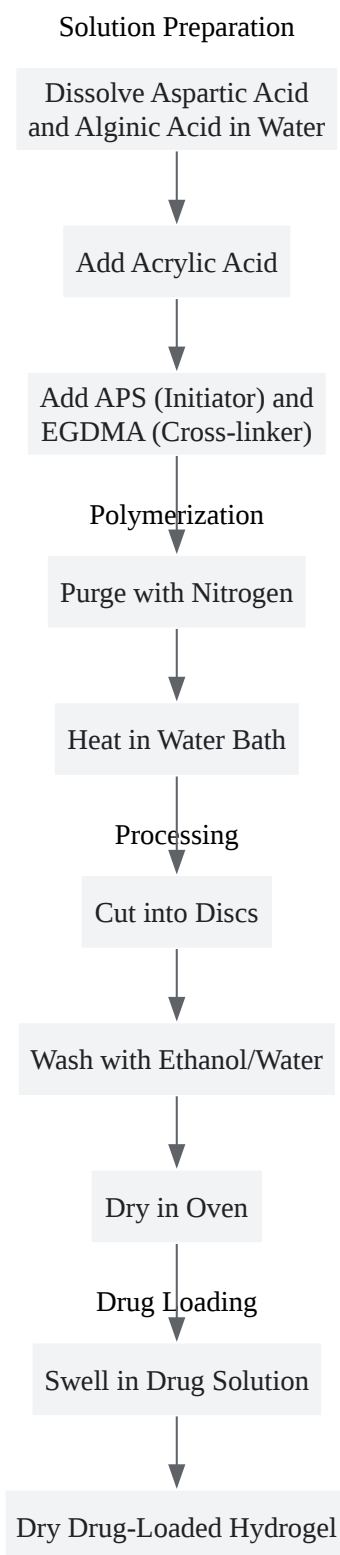 Solution Preparation
Dissolve Aspartic Acid
and Alginic Acid in Water
Add Acrylic Acid
Add APS (Initiator) and
EGDMA (Cross-linker)
Polymerization
Purge with Nitrogen
Heat in Water Bath
Processing
Cut into Discs
Wash with Ethanol/Water
Dry in Oven
Drug Loading
Swell in Drug Solution
Dry Drug-Loaded Hydrogel